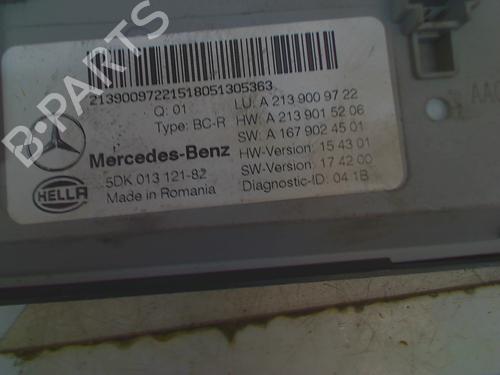 21390097221518051305363
Q: 01
Type: BC-R
LU: A 213 900 97 22
HW: A 213 901 52 06
SW: A 167 902 45 01
Mercedes-Benz
HW-Version: 15 43 01
SW-Version: 17 42 00
Diagnostic-ID: 04 1B
5DK 013 121-82
Made in Romania
HELLA
B-PARTS